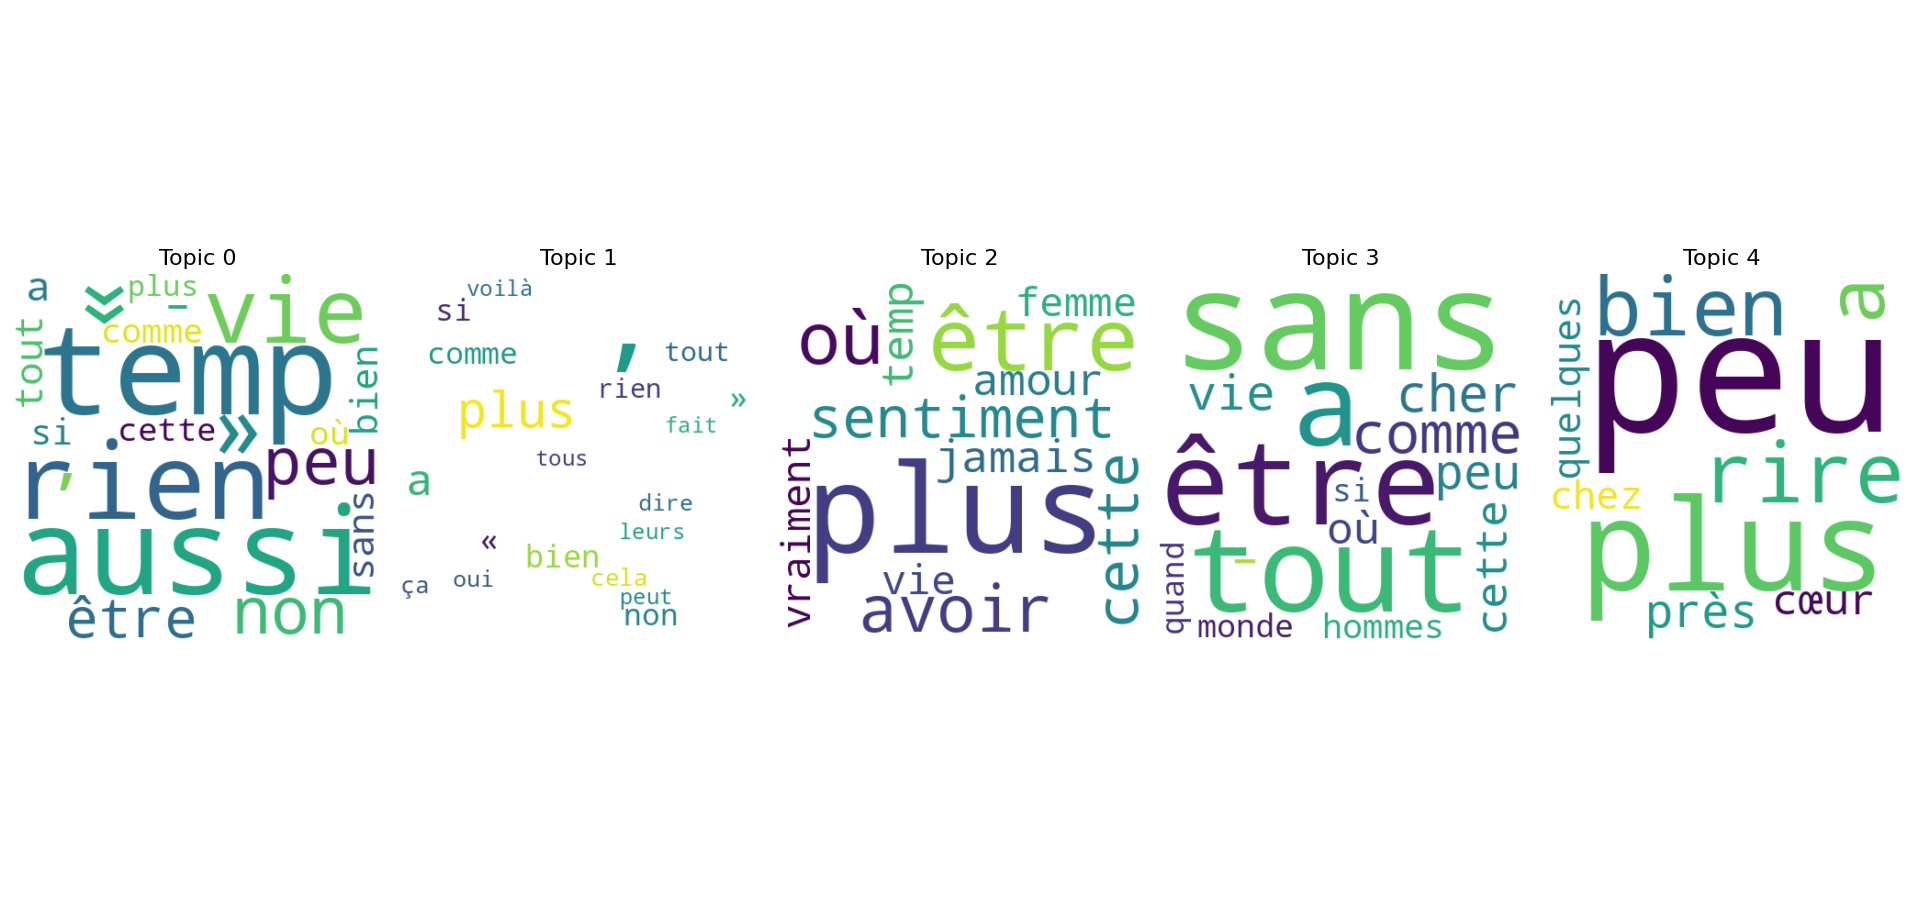 Topic 0
a
»
plus
-
vie
comme
tout
temp
bien
si
cette
»
où
rien
’
peu
sans
aussi
être
non
Topic 1
voilà
si
’
comme
tout
rien
plus
»
fait
tous
a
dire
leurs
«
bien
ça
oui
cela
peut
non
Topic 2
temp
femme
où
être
amour
sentiment
vraiment
jamais
plus
cette
vie
avoir
Topic 3
sans
vie
a
cher
comme
être
peu
si
où
cette
quand
-
tout
monde
hommes
Topic 4
quelques
bien
a
peu
rire
chez
plus
près
cœur